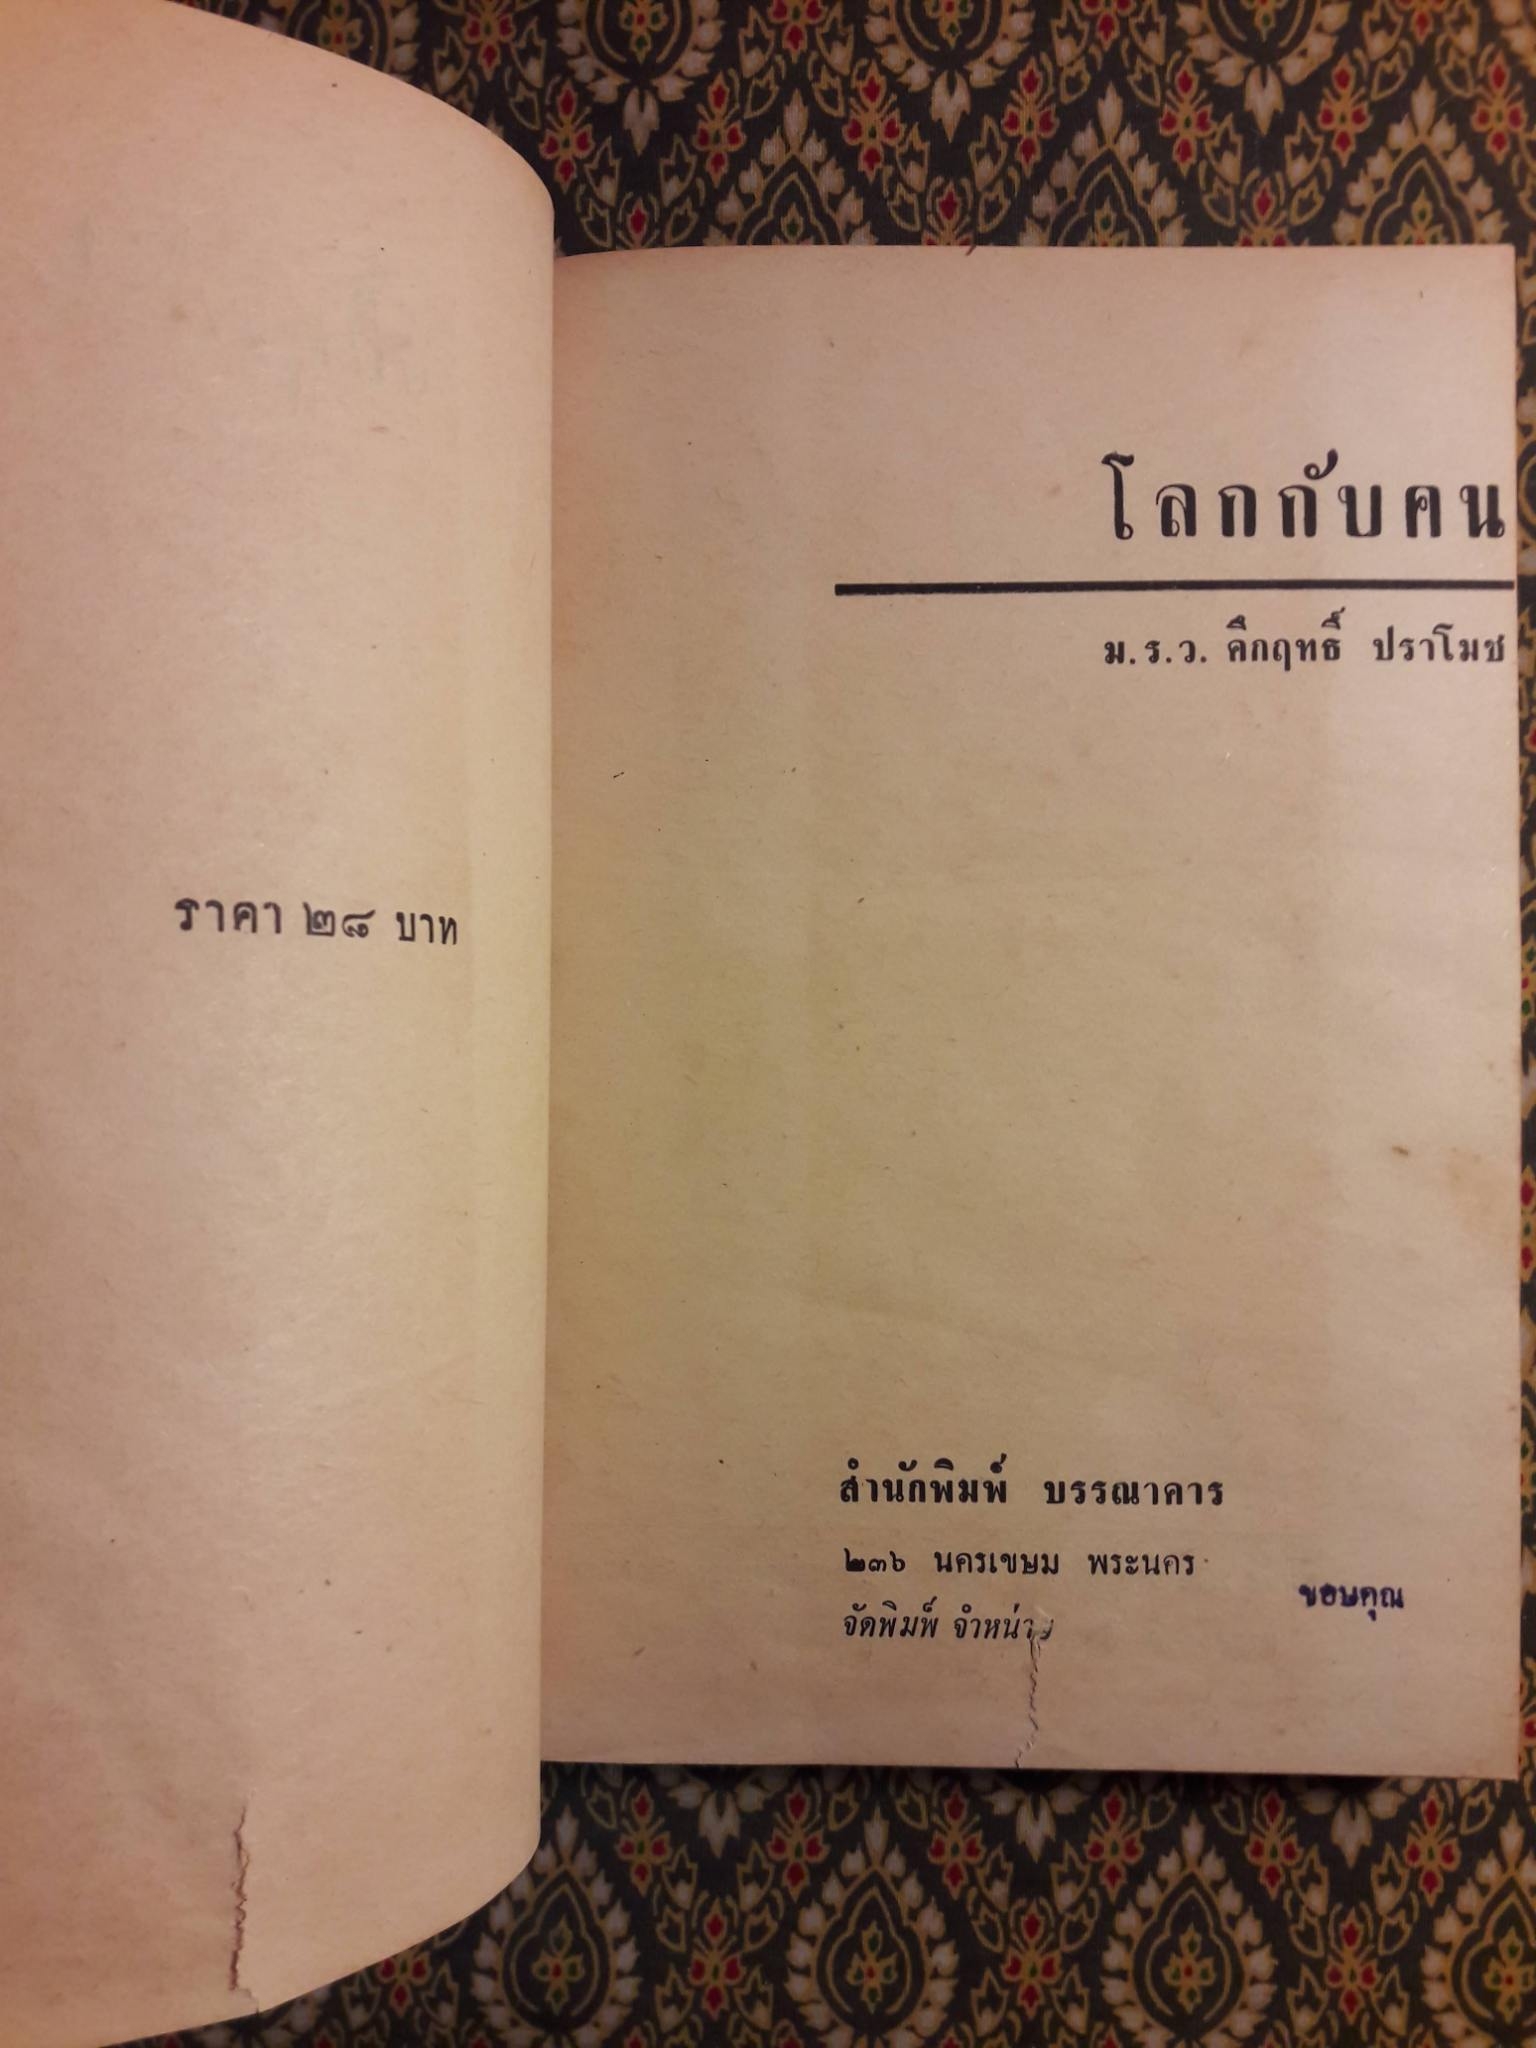 ราคา ๒๘ บาท
โลกกับคน
ม.ร.ว. คึกฤทธิ์ ปราโมช
สำนักพิมพ์ บรรณาคาร
๒๓๖ นครเขษม พระนคร
จัดพิมพ์ จำหน่าย
ขอบคุณ